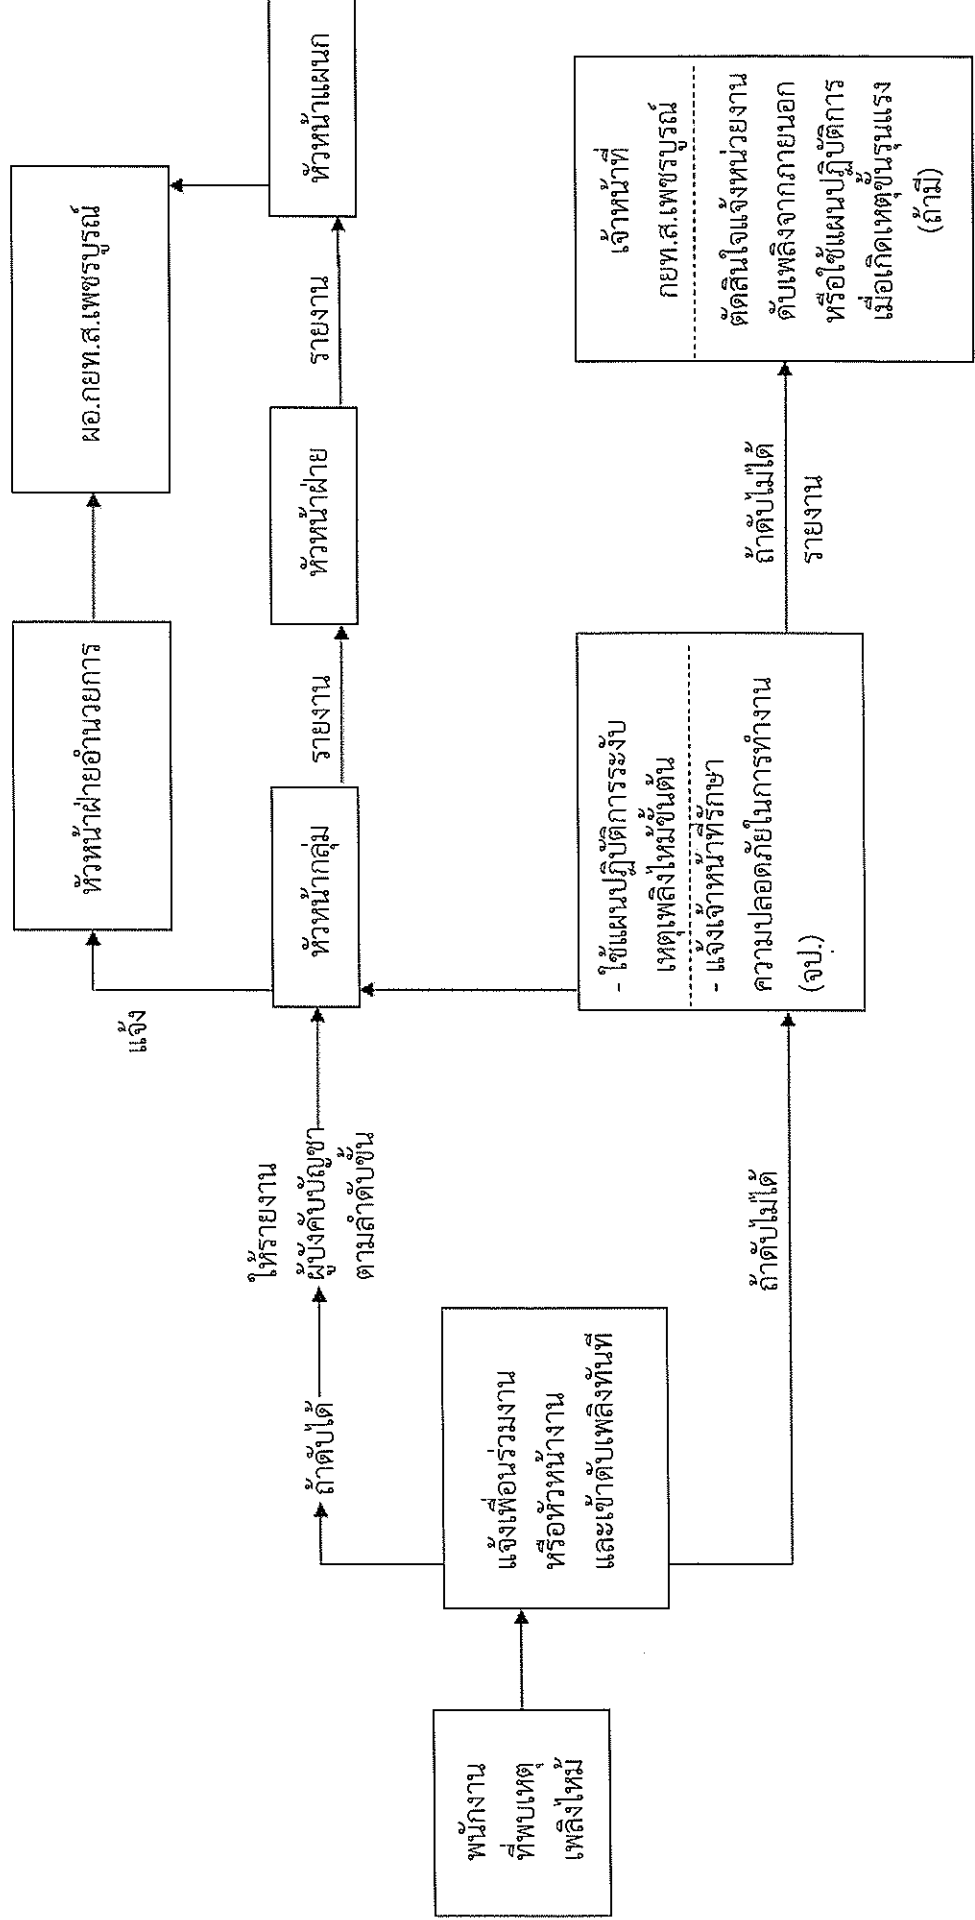 พนักงาน
ที่พบเหตุ
เพลิงไหม้
แจ้งเพื่อนร่วมงาน
หรือหัวหน้างาน
และเข้าดับเพลิงทันที
ถ้าดับได้
ให้รายงาน
ผู้บังคับบัญชา
ตามลำดับขั้น
หัวหน้ากลุ่ม
แจ้ง
หัวหน้าฝ่ายอำนวยการ
ผอ.กยท.ส.เพชรบูรณ์
รายงาน
หัวหน้าฝ่าย
รายงาน
หัวหน้าแผนก
ถ้าดับไม่ได้
- ใช้แผนปฏิบัติการระงับ
เหตุเพลิงไหม้ขั้นต้น
- แจ้งเจ้าหน้าที่รักษา
ความปลอดภัยในการทำงาน
(จป.)
ถ้าดับไม่ได้
รายงาน
เจ้าหน้าที่
กยท.ส.เพชรบูรณ์
ตัดสินใจแจ้งหน่วยงาน
ดับเพลิงจากภายนอก
หรือใช้แผนปฏิบัติการ
เมื่อเกิดเหตุขั้นรุนแรง
(ถ้ามี)